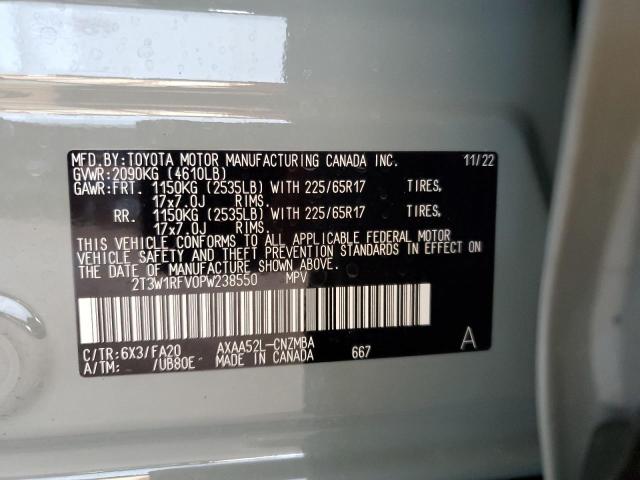 MFD.BY:TOYOTA MOTOR MANUFACTURING CANADA INC. 11/22
GVWR:2090KG (4610LB)
GAWR:FRT. 1150KG (2535LB) WITH 225/65R17 TIRES,
17x7.0J RIMS.
RR. 1150KG (2535LB) WITH 225/65R17 TIRES,
17x7.0J RIMS.
THIS VEHICLE CONFORMS TO ALL APPLICABLE FEDERAL MOTOR
VEHICLE SAFETY AND THEFT PREVENTION STANDARDS IN EFFECT ON
THE DATE OF MANUFACTURE SHOWN ABOVE.
2T3W1RFV0PW238550 MPV
C/TR:6X3/FA20 AXAA52L-CNZMBA 667 A
A/TM: /UB80E MADE IN CANADA